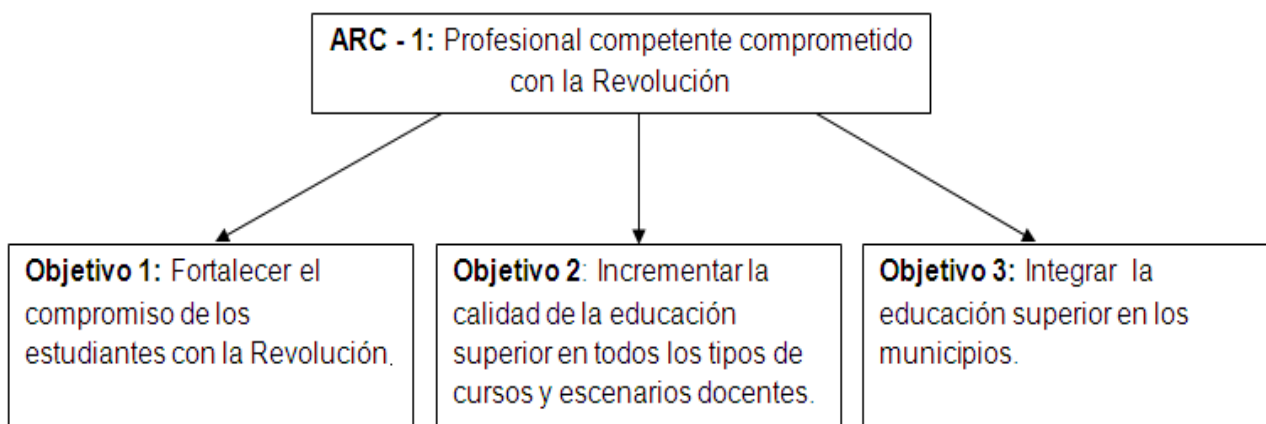 ARC - 1: Profesional competente comprometido
con la Revolución
Objetivo 1: Fortalecer el
compromiso de los
estudiantes con la Revolución.
Objetivo 2: Incrementar la
calidad de la educación
superior en todos los tipos de
cursos y escenarios docentes.
Objetivo 3: Integrar la
educación superior en los
municipios.